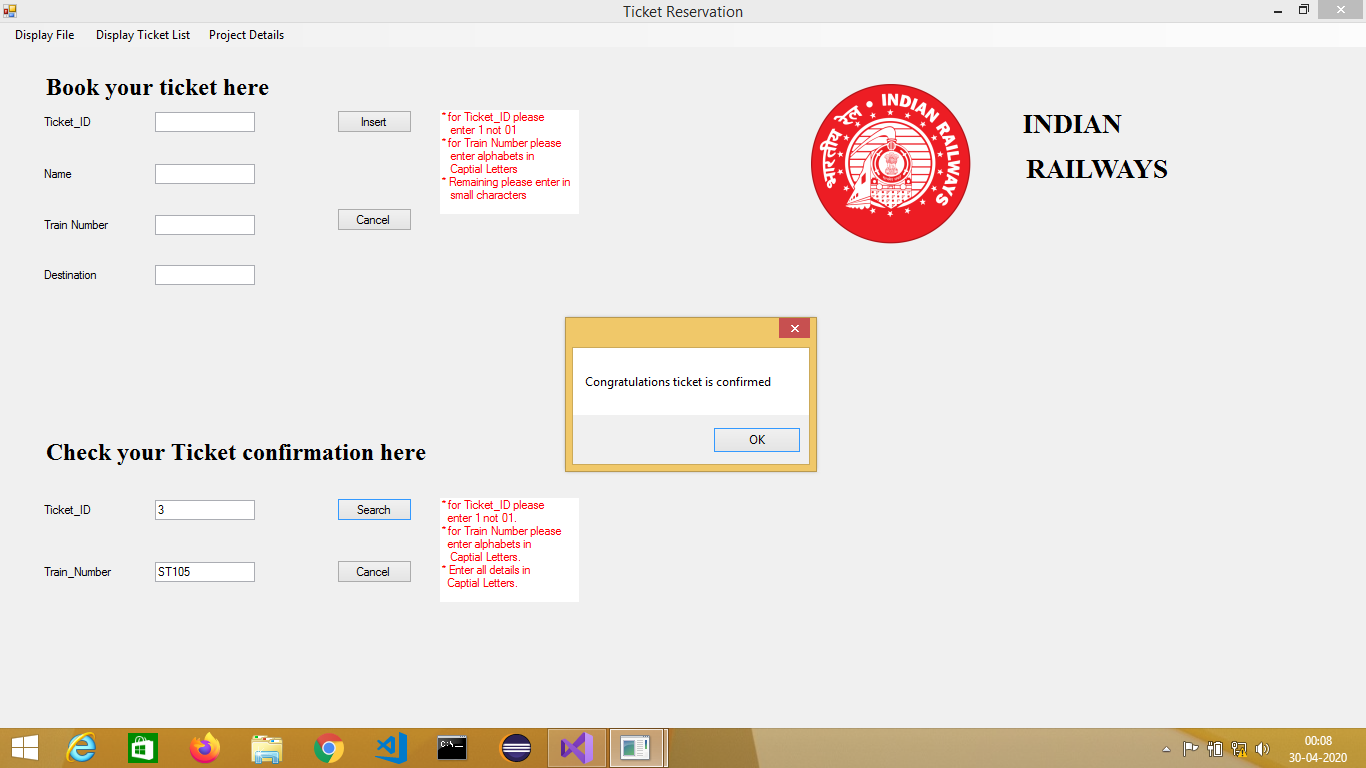 Ticket Reservation
Display File Display Ticket List Project Details
Book your ticket here
Ticket_ID
Insert
* for Ticket_ID please
enter 1 not 01
* for Train Number please
enter alphabets in
Captial Letters
* Remaining please enter in
small characters
Name
Train Number
Cancel
Destination
भारतीय रेल • INDIAN RAILWAYS
INDIAN
RAILWAYS
Congratulations ticket is confirmed
OK
Check your Ticket confirmation here
Ticket_ID 3
Search
* for Ticket_ID please
enter 1 not 01.
* for Train Number please
enter alphabets in
Captial Letters.
* Enter all details in
Captial Letters.
Train_Number ST105
Cancel
C:\_
00:08
30-04-2020